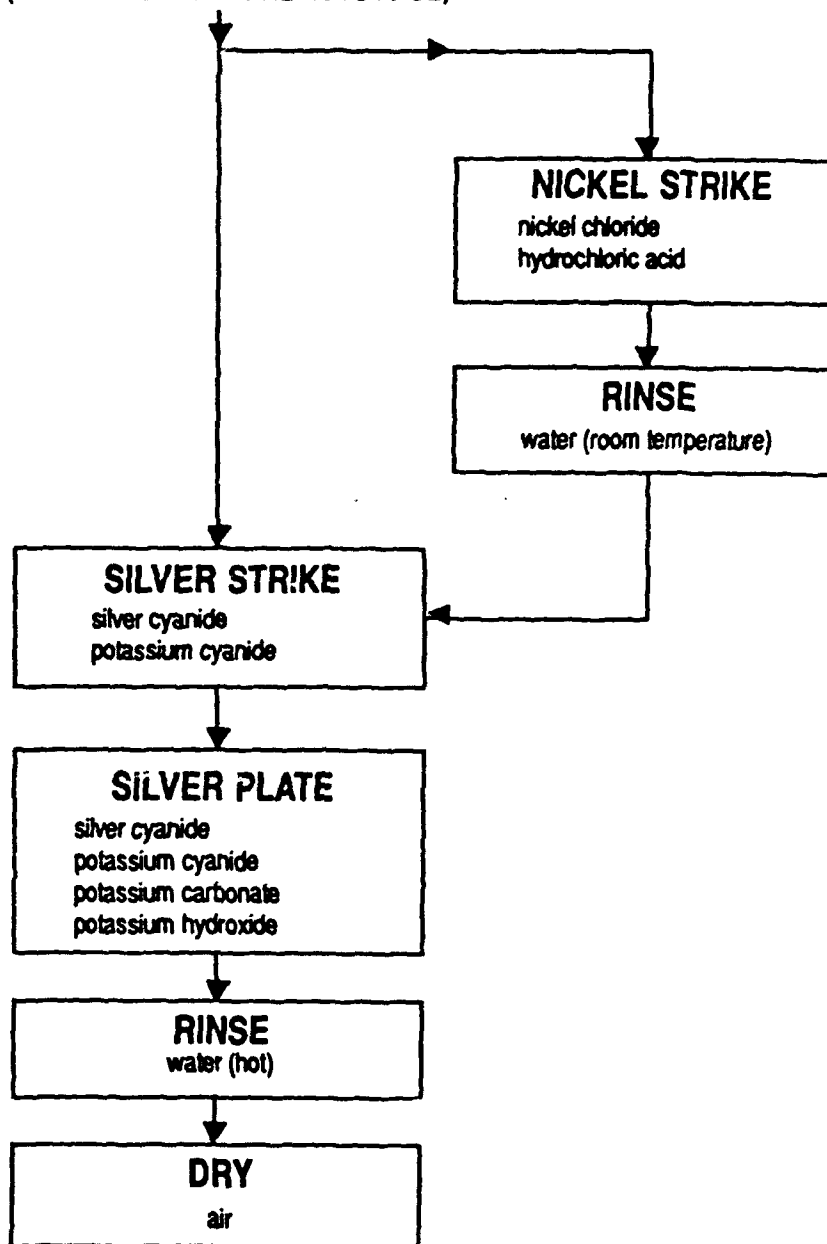 NICKEL STRIKE
nickel chloride
hydrochloric acid
RINSE
water (room temperature)
SILVER STRIKE
silver cyanide
potassium cyanide
SILVER PLATE
silver cyanide
potassium cyanide
potassium carbonate
potassium hydroxide
RINSE
water (hot)
DRY
air